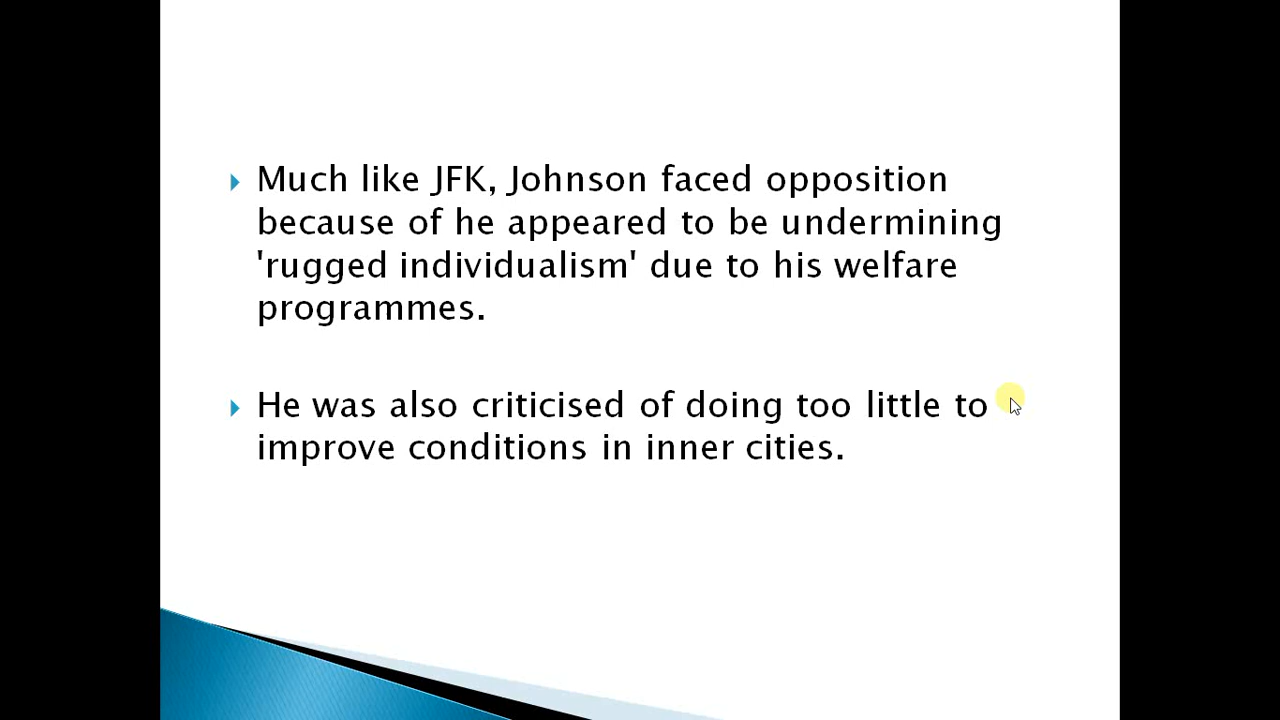 Much like JFK, Johnson faced opposition
because of he appeared to be undermining
'rugged individualism' due to his welfare
programmes.
He was also criticised of doing too little to
improve conditions in inner cities.